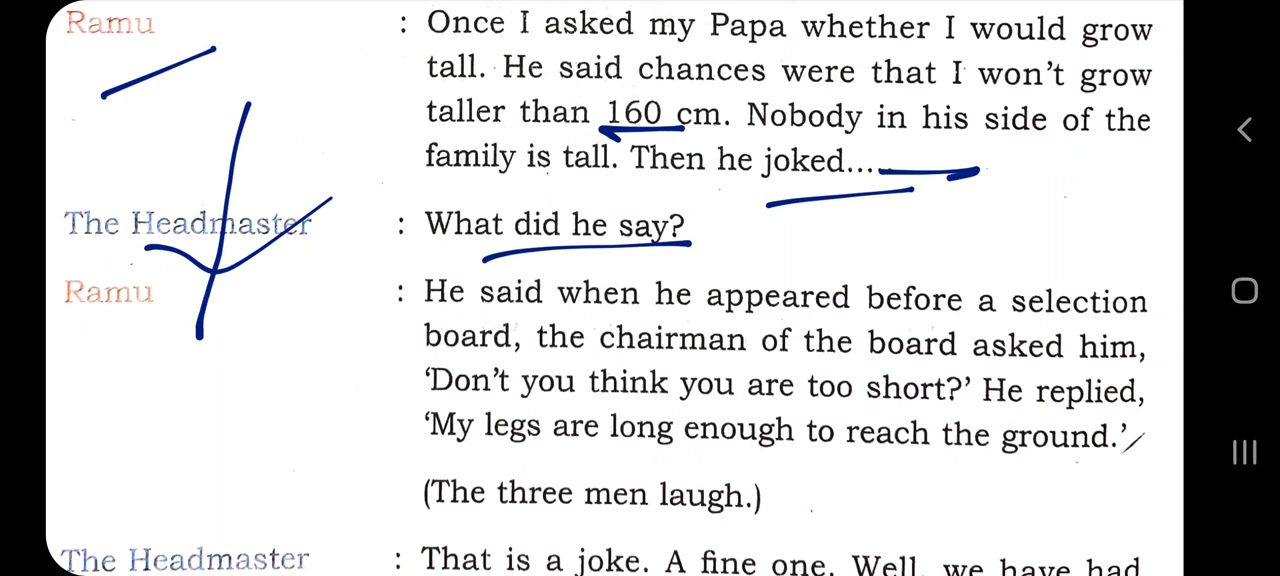 Ramu : Once I asked my Papa whether I would grow
tall. He said chances were that I won't grow
taller than 160 cm. Nobody in his side of the
family is tall. Then he joked...
The Headmaster : What did he say?
Ramu : He said when he appeared before a selection
board, the chairman of the board asked him,
'Don't you think you are too short?' He replied,
'My legs are long enough to reach the ground.'
(The three men laugh.)
The Headmaster : That is a joke. A fine one. Well, we have had